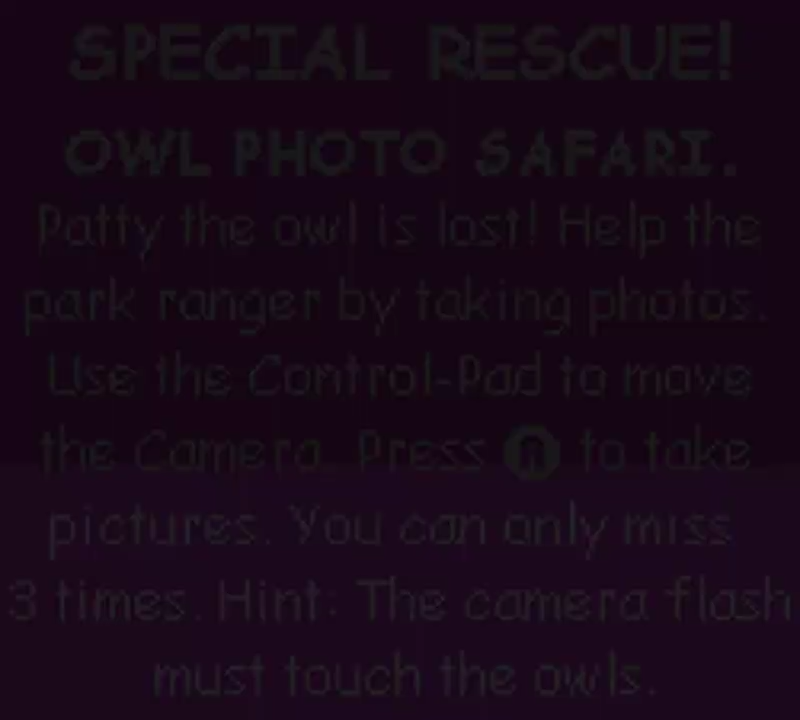 SPECIAL RESCUE!
OWL PHOTO SAFARI.
Patty the owl is lost! Help the
park ranger by taking photos.
Use the Control-Pad to move
the Camera. Press A to take
pictures. You can only miss
3 times. Hint: The camera flash
must touch the owls.